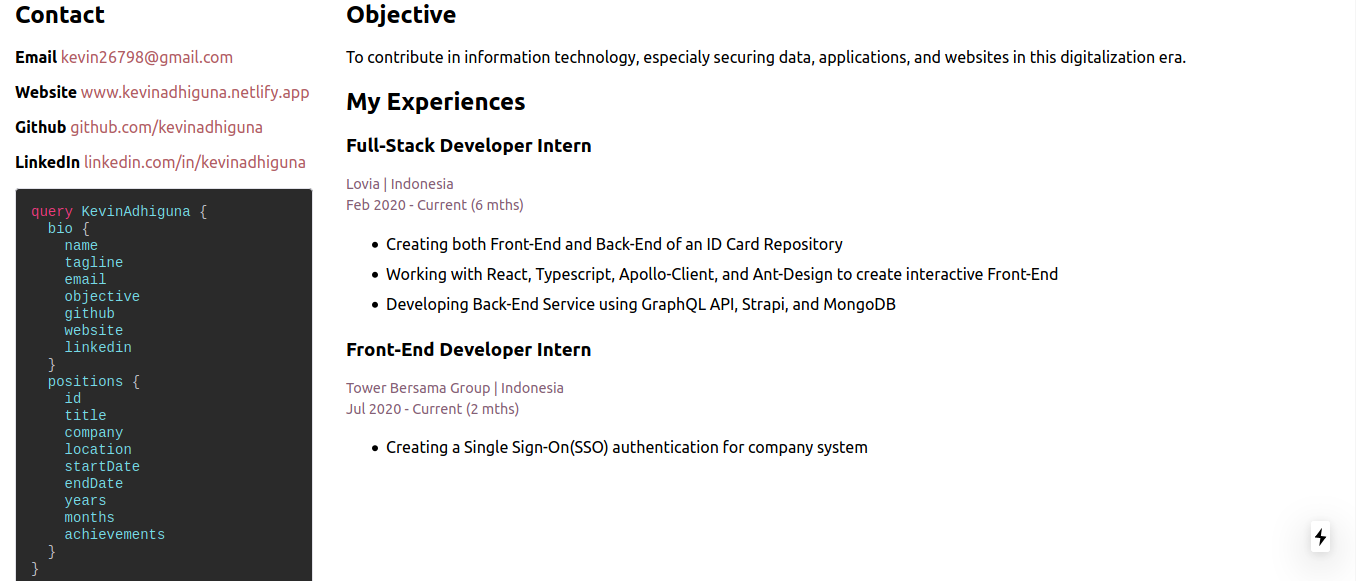 Contact
Email kevin26798@gmail.com
Website www.kevinadhiguna.netlify.app
Github github.com/kevinadhiguna
LinkedIn linkedin.com/in/kevinadhiguna
query KevinAdhiguna {
bio {
name
tagline
email
objective
github
website
linkedin
}
positions {
id
title
company
location
startDate
endDate
years
months
achievements
}
}
Objective
To contribute in information technology, especialy securing data, applications, and websites in this digitalization era.
My Experiences
Full-Stack Developer Intern
Lovia | Indonesia
Feb 2020 - Current (6 mths)
• Creating both Front-End and Back-End of an ID Card Repository
• Working with React, Typescript, Apollo-Client, and Ant-Design to create interactive Front-End
• Developing Back-End Service using GraphQL API, Strapi, and MongoDB
Front-End Developer Intern
Tower Bersama Group | Indonesia
Jul 2020 - Current (2 mths)
• Creating a Single Sign-On(SSO) authentication for company system